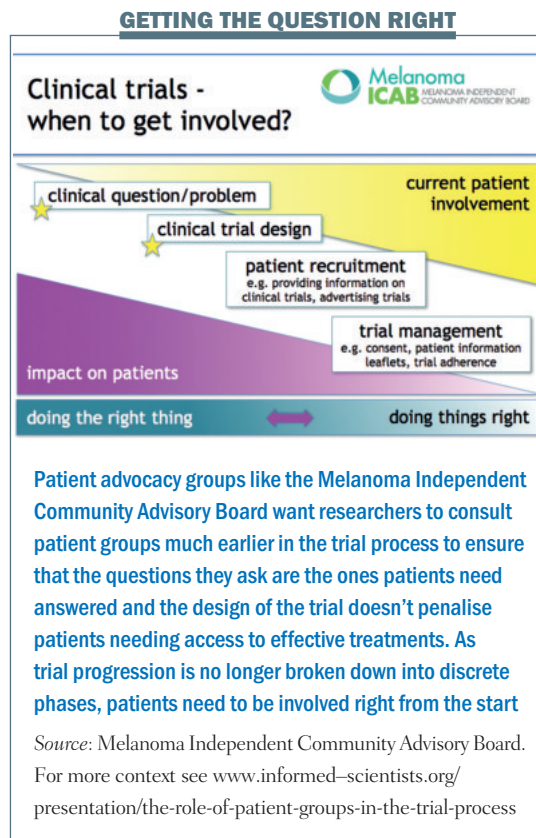 GETTING THE QUESTION RIGHT
Clinical trials -
when to get involved?
Melanoma
ICAB MELANOMA INDEPENDENT
COMMUNITY ADVISORY BOARD
clinical question/problem
current patient
involvement
clinical trial design
patient recruitment
e.g. providing information on
clinical trials, advertising trials
trial management
e.g. consent, patient information
leaflets, trial adherence
impact on patients
doing the right thing
doing things right
Patient advocacy groups like the Melanoma Independent
Community Advisory Board want researchers to consult
patient groups much earlier in the trial process to ensure
that the questions they ask are the ones patients need
answered and the design of the trial doesn’t penalise
patients needing access to effective treatments. As
trial progression is no longer broken down into discrete
phases, patients need to be involved right from the start
Source: Melanoma Independent Community Advisory Board.
For more context see www.informed–scientists.org/
presentation/the-role-of-patient-groups-in-the-trial-process